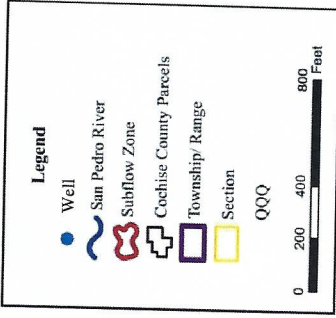 Legend
Well
San Pedro River
Subflow Zone
Cochise County Parcels
Township/ Range
Section
QQQ
0 200 400 800
Feet